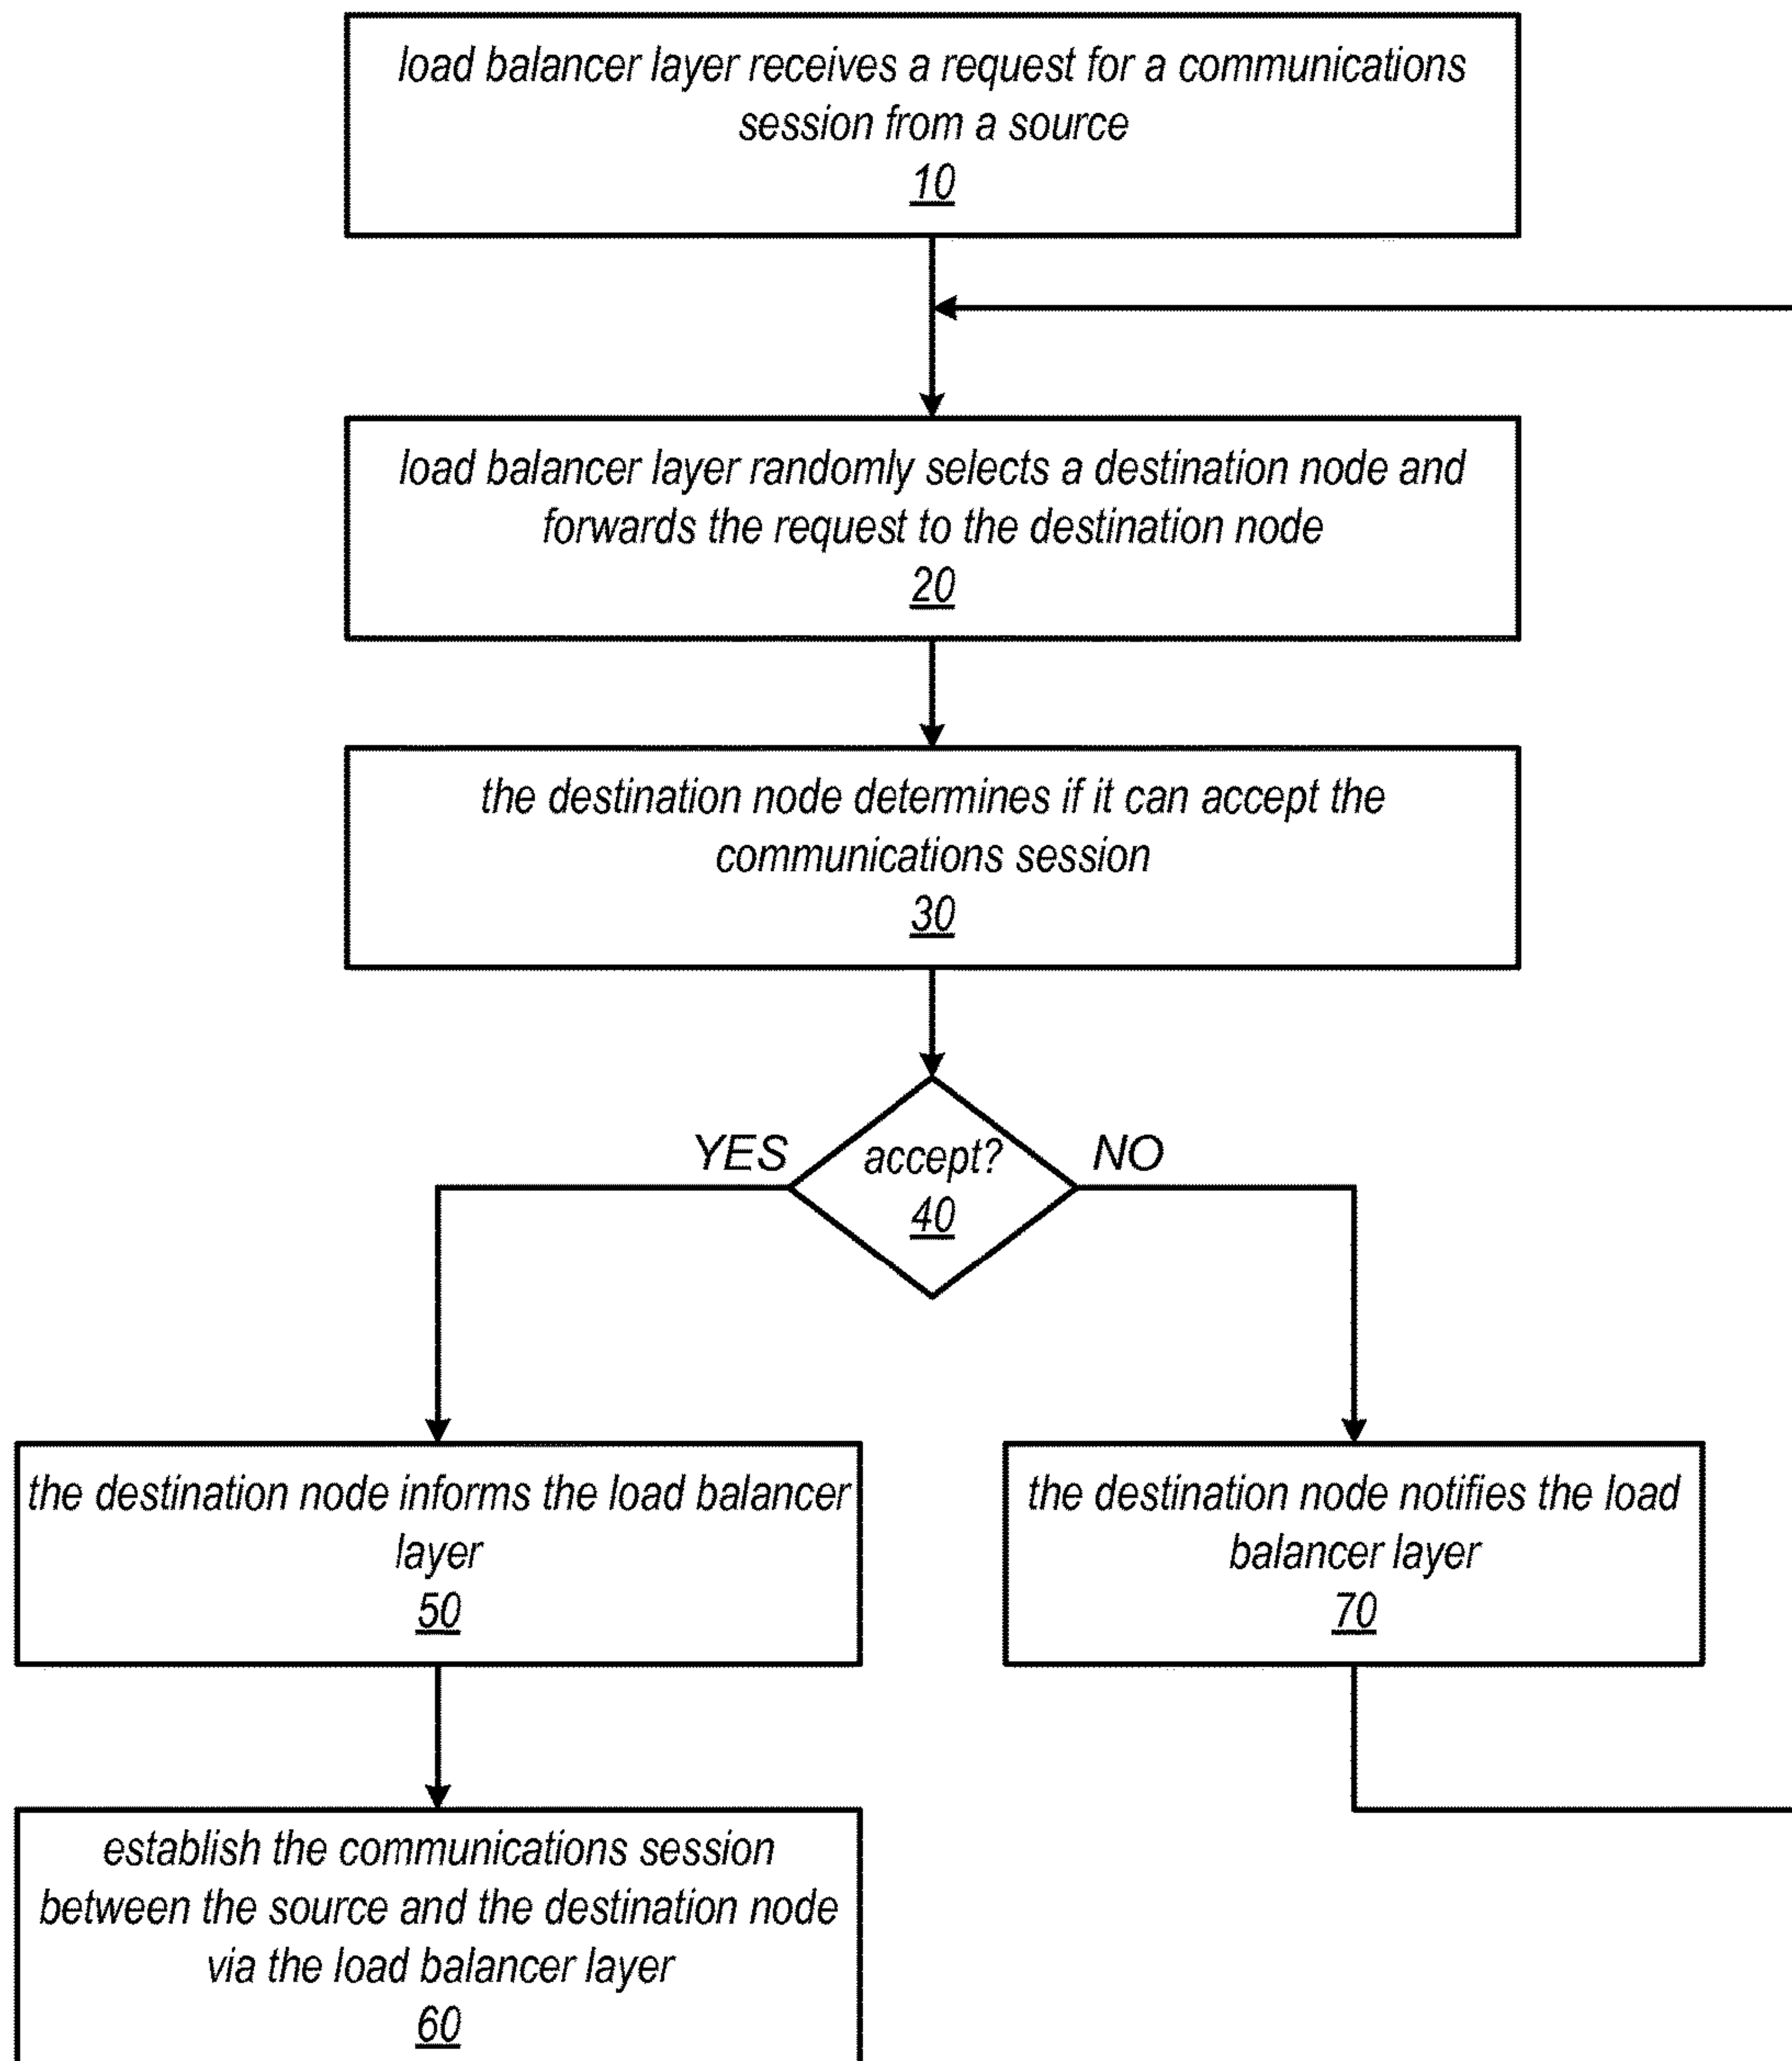 load balancer layer receives a request for a communications
session from a source
10
load balancer layer randomly selects a destination node and
forwards the request to the destination node
20
the destination node determines if it can accept the
communications session
30
YES
accept?
40
NO
the destination node informs the load balancer
layer
50
the destination node notifies the load
balancer layer
70
establish the communications session
between the source and the destination node
via the load balancer layer
60